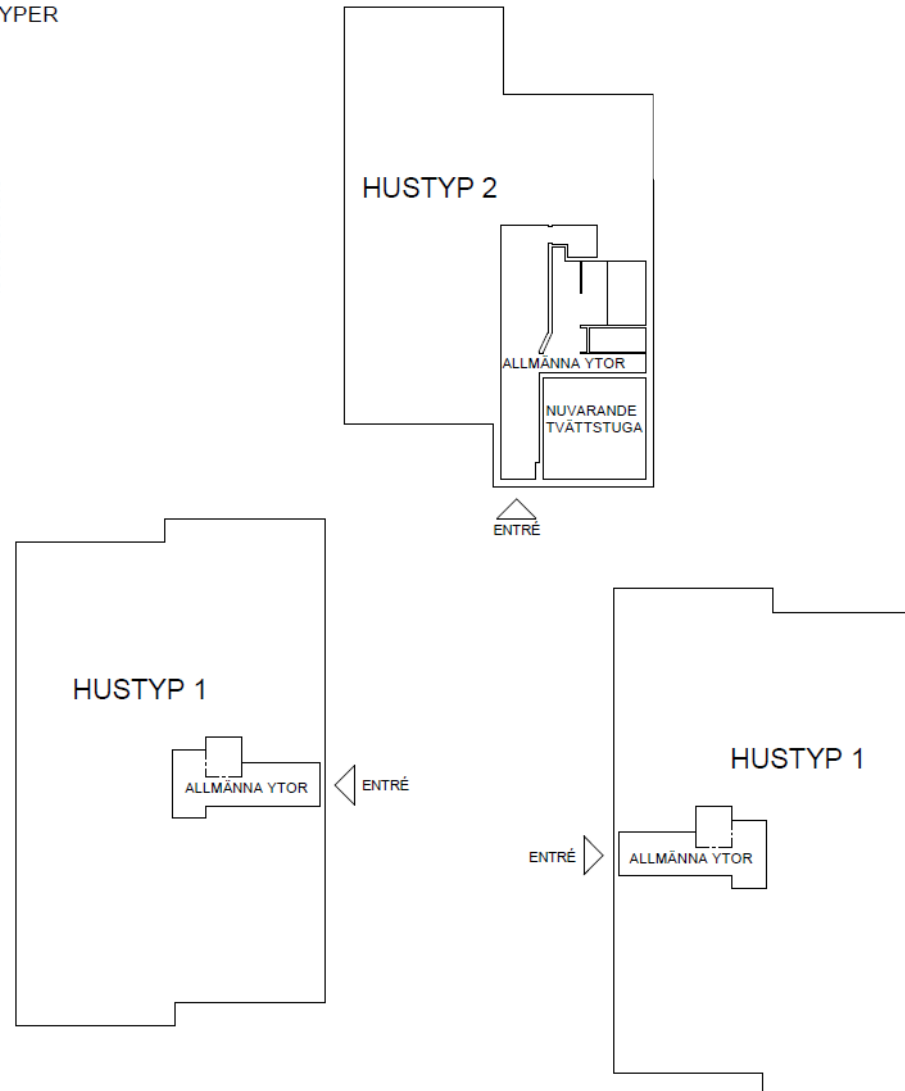 YPER
HUSTYP 2
ALLMÄNNA YTOR
NUVARANDE
TVÄTTSTUGA
ENTRÉ
HUSTYP 1
ALLMÄNNA YTOR
ENTRÉ
HUSTYP 1
ENTRÉ
ALLMÄNNA YTOR